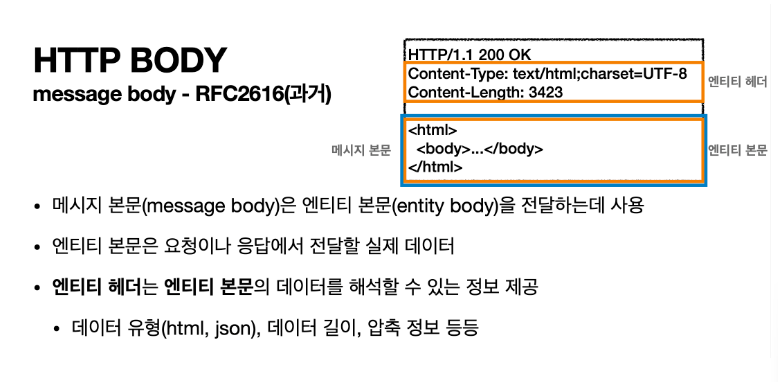 HTTP BODY
message body - RFC2616(과거)
HTTP/1.1 200 OK
Content-Type: text/html;charset=UTF-8
Content-Length: 3423
엔티티 헤더
<html>
<body>...</body>
</html>
메시지 본문
엔티티 본문
• 메시지 본문(message body)은 엔티티 본문(entity body)을 전달하는데 사용
• 엔티티 본문은 요청이나 응답에서 전달할 실제 데이터
• 엔티티 헤더는 엔티티 본문의 데이터를 해석할 수 있는 정보 제공
• 데이터 유형(html, json), 데이터 길이, 압축 정보 등등